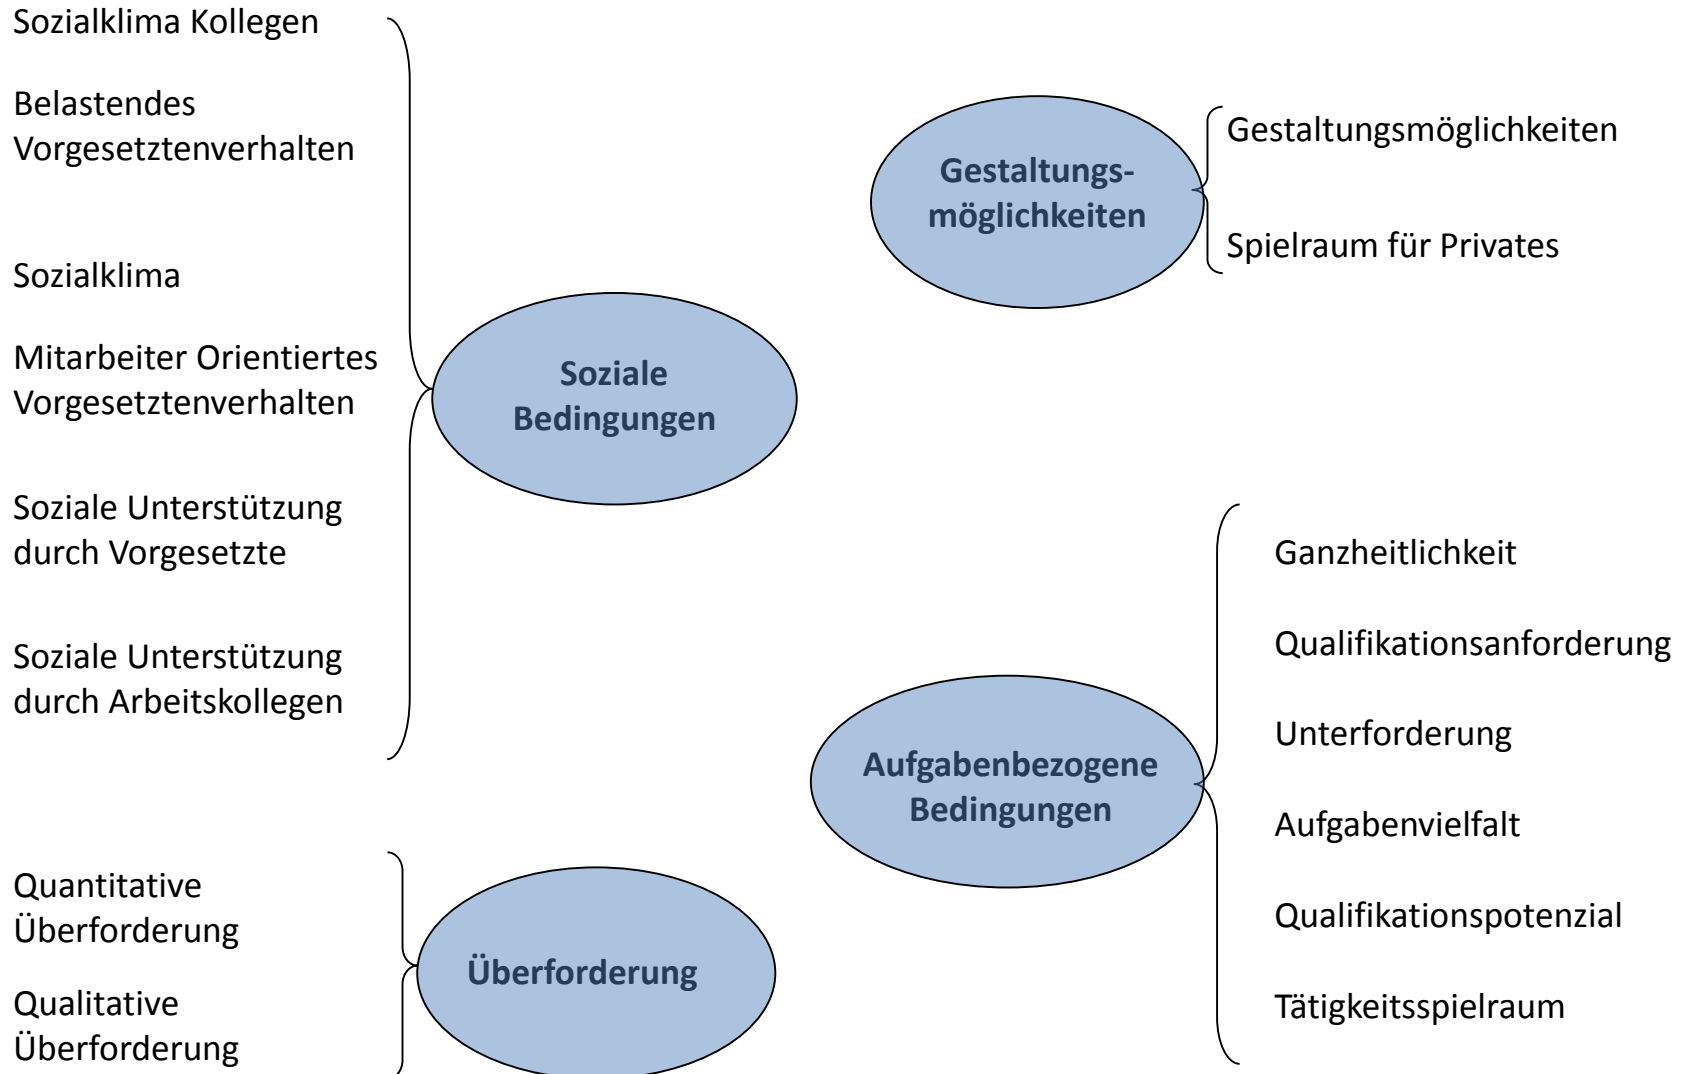 Sozialklima Kollegen
Belastendes
Vorgesetztenverhalten
Sozialklima
Mitarbeiter Orientiertes
Vorgesetztenverhalten
Soziale Unterstützung
durch Vorgesetzte
Soziale Unterstützung
durch Arbeitskollegen
Soziale
Bedingungen
Quantitative
Überforderung
Qualitative
Überforderung
Überforderung
Gestaltungs-
möglichkeiten
Gestaltungsmöglichkeiten
Spielraum für Privates
Aufgabenbezogene
Bedingungen
Ganzheitlichkeit
Qualifikationsanforderung
Unterforderung
Aufgabenvielfalt
Qualifikationspotenzial
Tätigkeitsspielraum